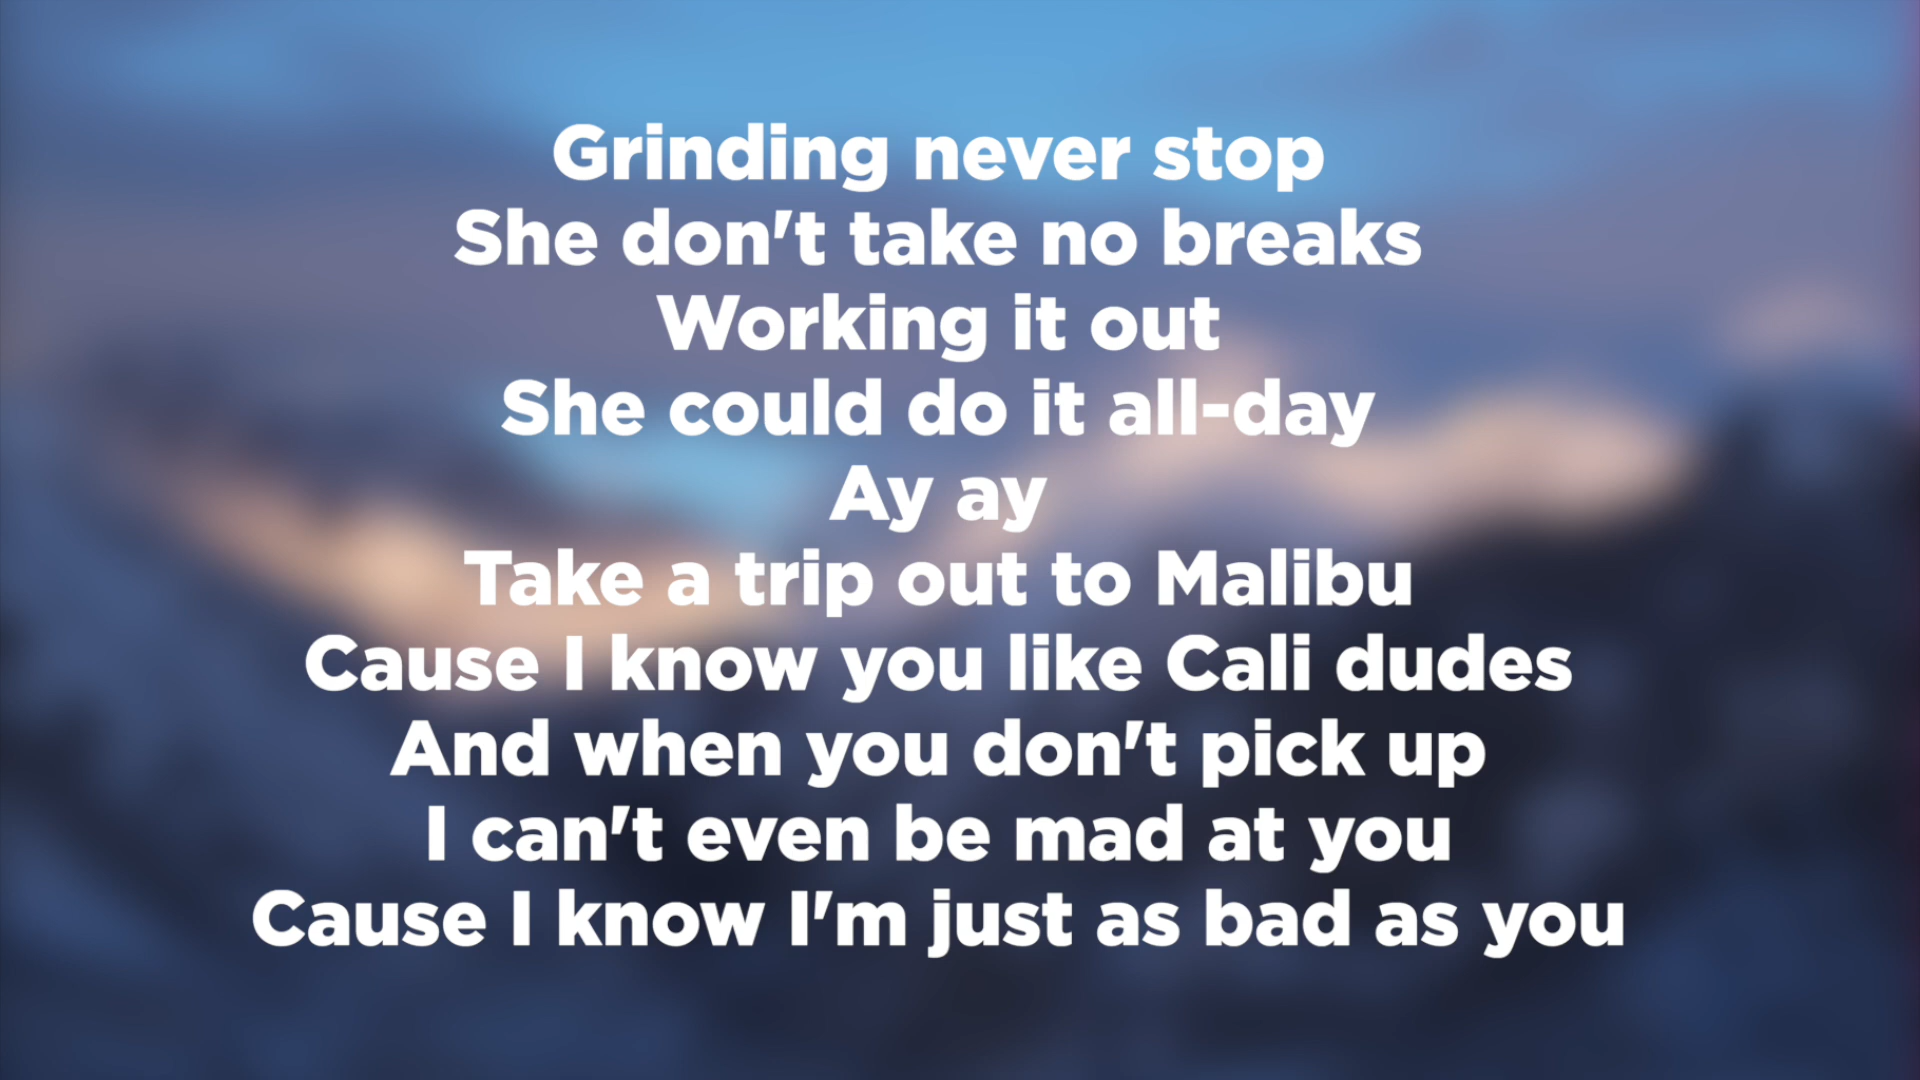 Grinding never stop
She don't take no breaks
Working it out
She could do it all-day
Ay ay
Take a trip out to Malibu
Cause I know you like Cali dudes
And when you don't pick up
I can't even be mad at you
Cause I know I'm just as bad as you